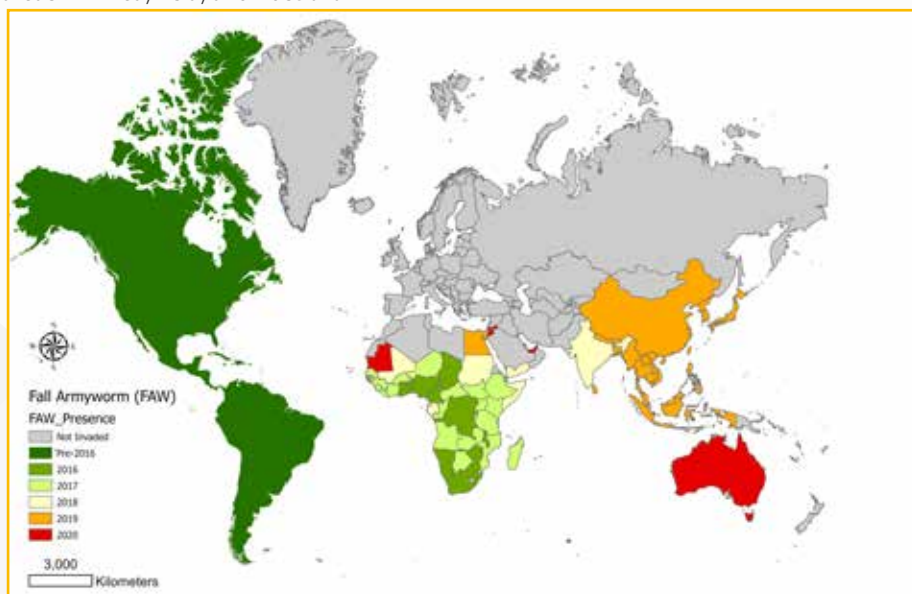 N
W
E
S
Fall Armyworm (FAW)
FAW_Presence
Not Invaded
Pre-2016
2016
2017
2018
2019
2020
3,000
Kilometers